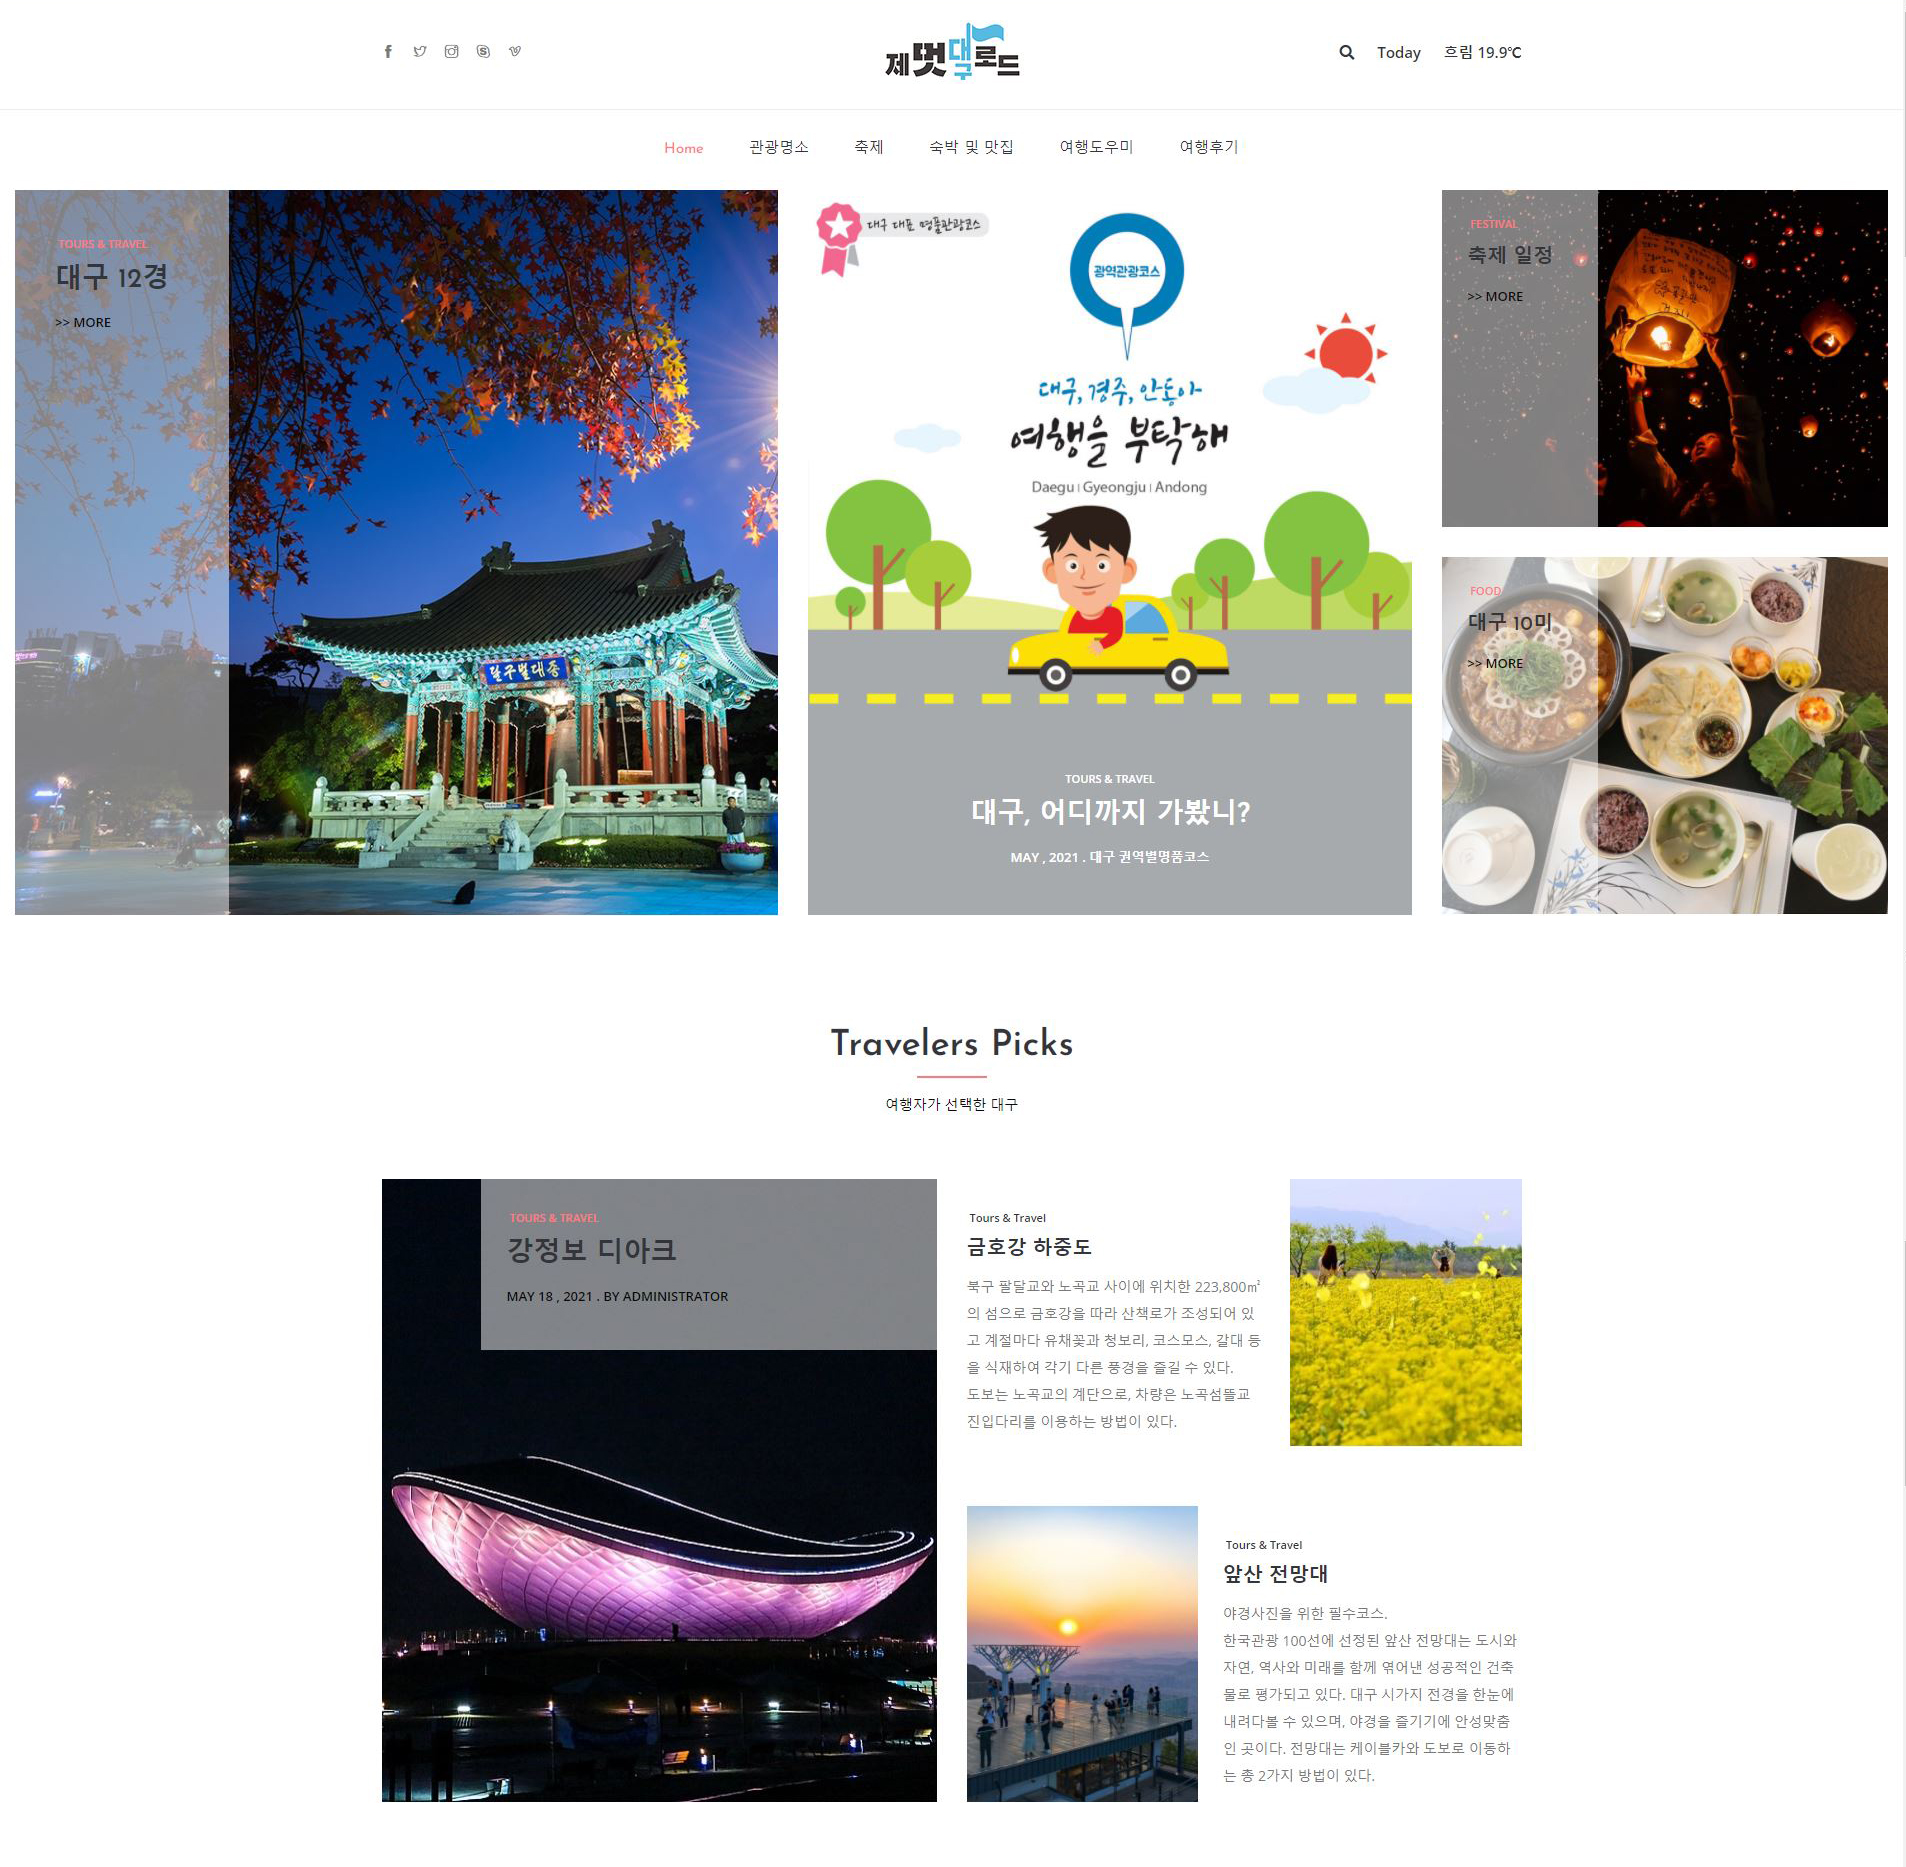 제멋대구로드
Today 흐림 19.9℃
Home 관광명소 축제 숙박 및 맛집 여행도우미 여행후기
TOURS & TRAVEL
대구 12경
>> MORE
달구벌대종
대구 대표 명품관광코스
광역관광코스
대구, 경주, 안동아
여행을 부탁해
Daegu | Gyeongju | Andong
TOURS & TRAVEL
대구, 어디까지 가봤니?
MAY , 2021 . 대구 권역별명품코스
FESTIVAL
축제 일정
>> MORE
FOOD
대구 10미
>> MORE
Travelers Picks
여행자가 선택한 대구
TOURS & TRAVEL
강정보 디아크
MAY 18 , 2021 . BY ADMINISTRATOR
Tours & Travel
금호강 하중도
북구 팔달교와 노곡교 사이에 위치한 223,800㎡
의 섬으로 금호강을 따라 산책로가 조성되어 있
고 계절마다 유채꽃과 청보리, 코스모스, 갈대 등
을 식재하여 각기 다른 풍경을 즐길 수 있다.
도보는 노곡교의 계단으로, 차량은 노곡섬뜰교
진입다리를 이용하는 방법이 있다.
Tours & Travel
앞산 전망대
야경사진을 위한 필수코스.
한국관광 100선에 선정된 앞산 전망대는 도시와
자연, 역사와 미래를 함께 엮어낸 성공적인 건축
물로 평가되고 있다. 대구 시가지 전경을 한눈에
내려다볼 수 있으며, 야경을 즐기기에 안성맞춤
인 곳이다. 전망대는 케이블카와 도보로 이동하
는 총 2가지 방법이 있다.